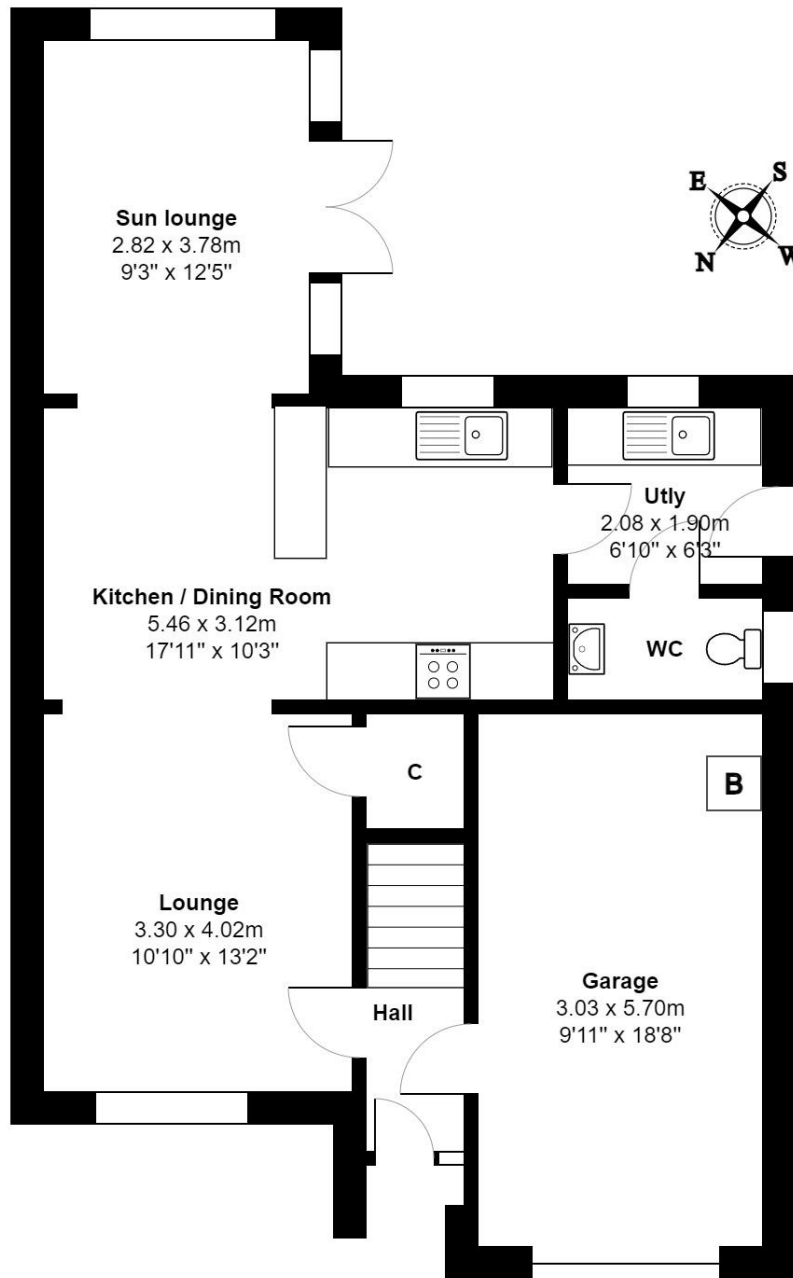 Sun lounge
2.82 x 3.78m
9'3" x 12'5"
E
S
N
W
Utly
2.08 x 1.90m
6'10" x 6'3"
Kitchen / Dining Room
5.46 x 3.12m
17'11" x 10'3"
WC
C
B
Lounge
3.30 x 4.02m
10'10" x 13'2"
Hall
Garage
3.03 x 5.70m
9'11" x 18'8"